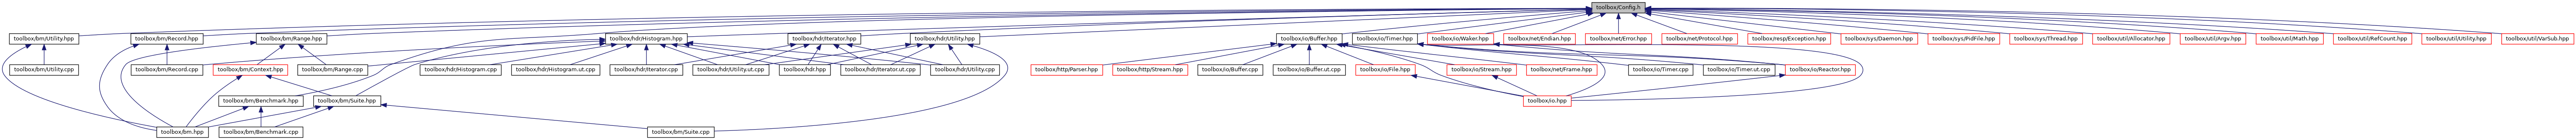 toolbox/Config.h
toolbox/bm/Utility.hpp
toolbox/bm/Record.hpp
toolbox/bm/Range.hpp
toolbox/hdr/Histogram.hpp
toolbox/hdr/Iterator.hpp
toolbox/hdr/Utility.hpp
toolbox/io/Buffer.hpp
toolbox/io/Timer.hpp
toolbox/io/Waker.hpp
toolbox/net/Endian.hpp
toolbox/net/Error.hpp
toolbox/net/Protocol.hpp
toolbox/resp/Exception.hpp
toolbox/sys/Daemon.hpp
toolbox/sys/PidFile.hpp
toolbox/sys/Thread.hpp
toolbox/util/Allocator.hpp
toolbox/util/Argv.hpp
toolbox/util/Math.hpp
toolbox/util/RefCount.hpp
toolbox/util/Utility.hpp
toolbox/util/VarSub.hpp
toolbox/bm/Utility.cpp
toolbox/bm/Record.cpp
toolbox/bm/Context.hpp
toolbox/bm/Range.cpp
toolbox/hdr/Histogram.cpp
toolbox/hdr/Histogram.ut.cpp
toolbox/hdr/Iterator.cpp
toolbox/hdr/Utility.ut.cpp
toolbox/hdr.hpp
toolbox/hdr/Iterator.ut.cpp
toolbox/hdr/Utility.cpp
toolbox/http/Parser.hpp
toolbox/http/Stream.hpp
toolbox/io/Buffer.cpp
toolbox/io/Buffer.ut.cpp
toolbox/io/File.hpp
toolbox/io/Stream.hpp
toolbox/net/Frame.hpp
toolbox/io/Timer.cpp
toolbox/io/Timer.ut.cpp
toolbox/io/Reactor.hpp
toolbox/bm/Benchmark.hpp
toolbox/bm/Suite.hpp
toolbox/io.hpp
toolbox/bm.hpp
toolbox/bm/Benchmark.cpp
toolbox/bm/Suite.cpp